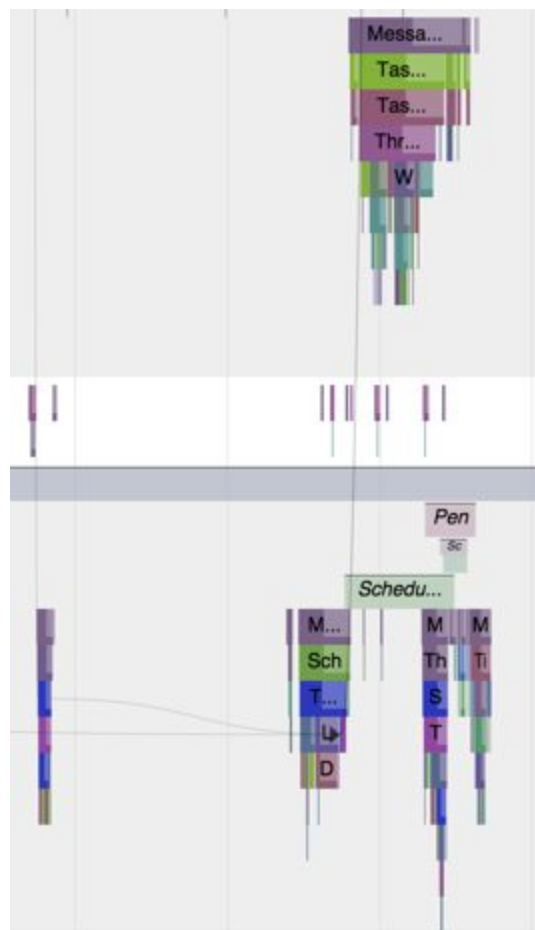 Messa...
Tas...
Tas...
Thr...
W
Pen
Sc
Schedu...
M... M M
Sch Th Ti
T... S
L T
D